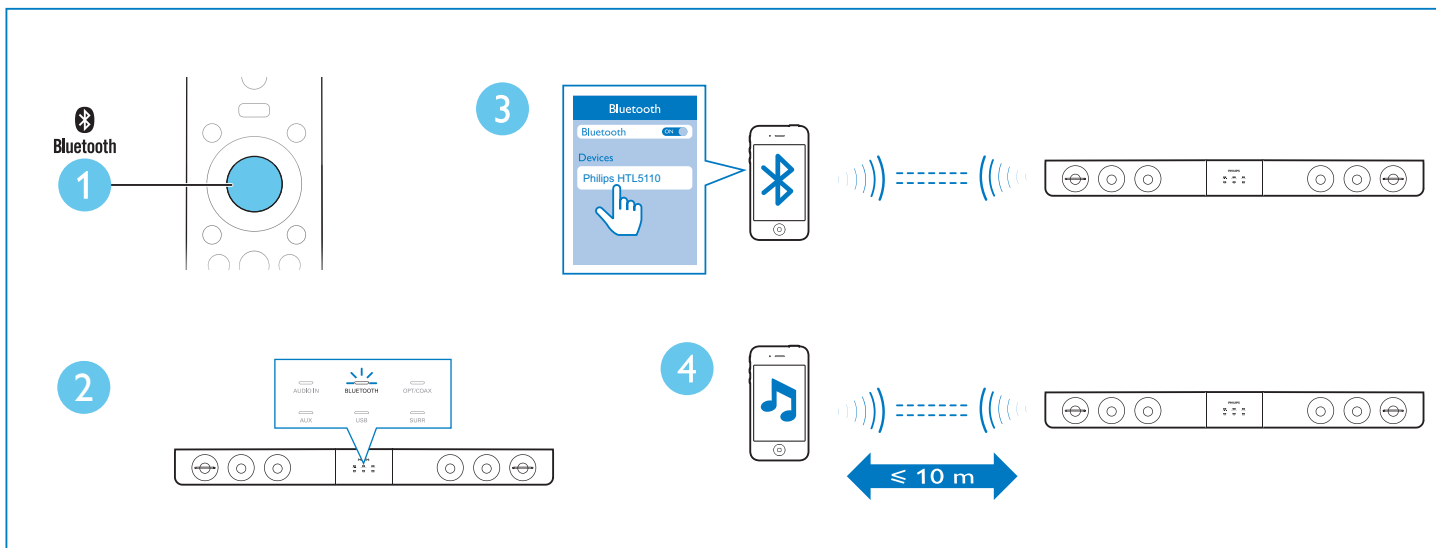 Bluetooth
1
2
AUDIO IN
BLUETOOTH
OPT/COAX
AUX
USB
SURR
3
Bluetooth
Bluetooth
ON
Devices
Philips HTL5110
PHILIPS
4
PHILIPS
≤ 10 m